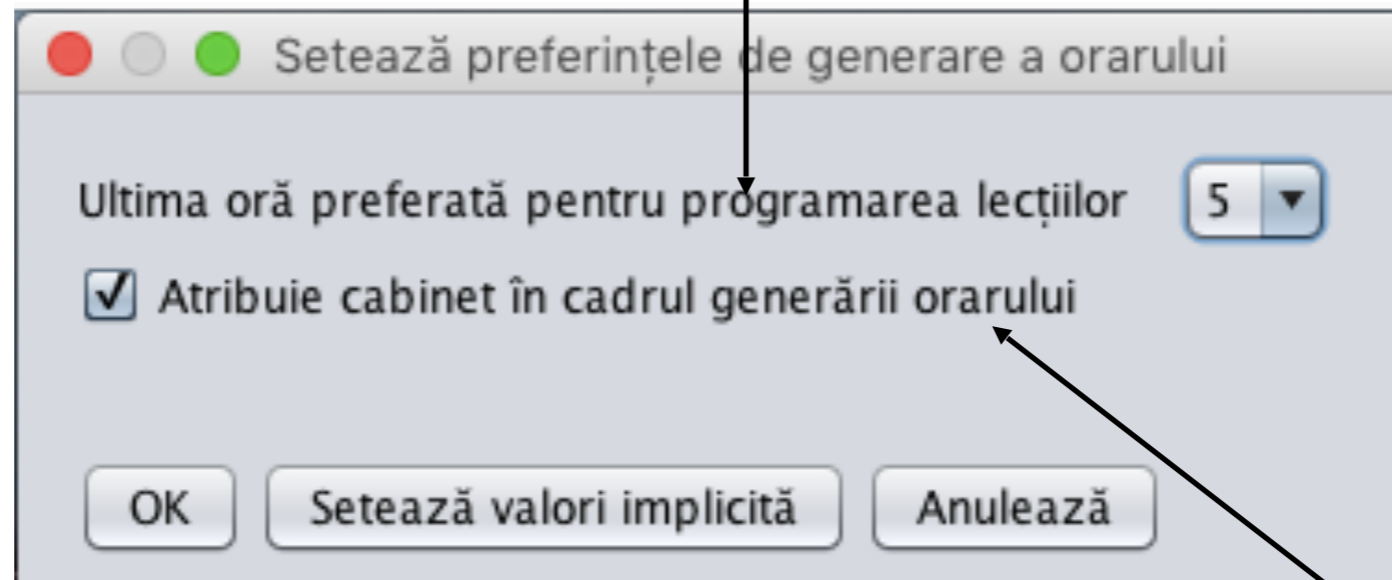 Setează preferințele de generare a orarului
Ultima oră preferată pentru programarea lecțiilor 5
Atribuie cabinet în cadrul generării orarului
OK Setează valori implicită Anulează